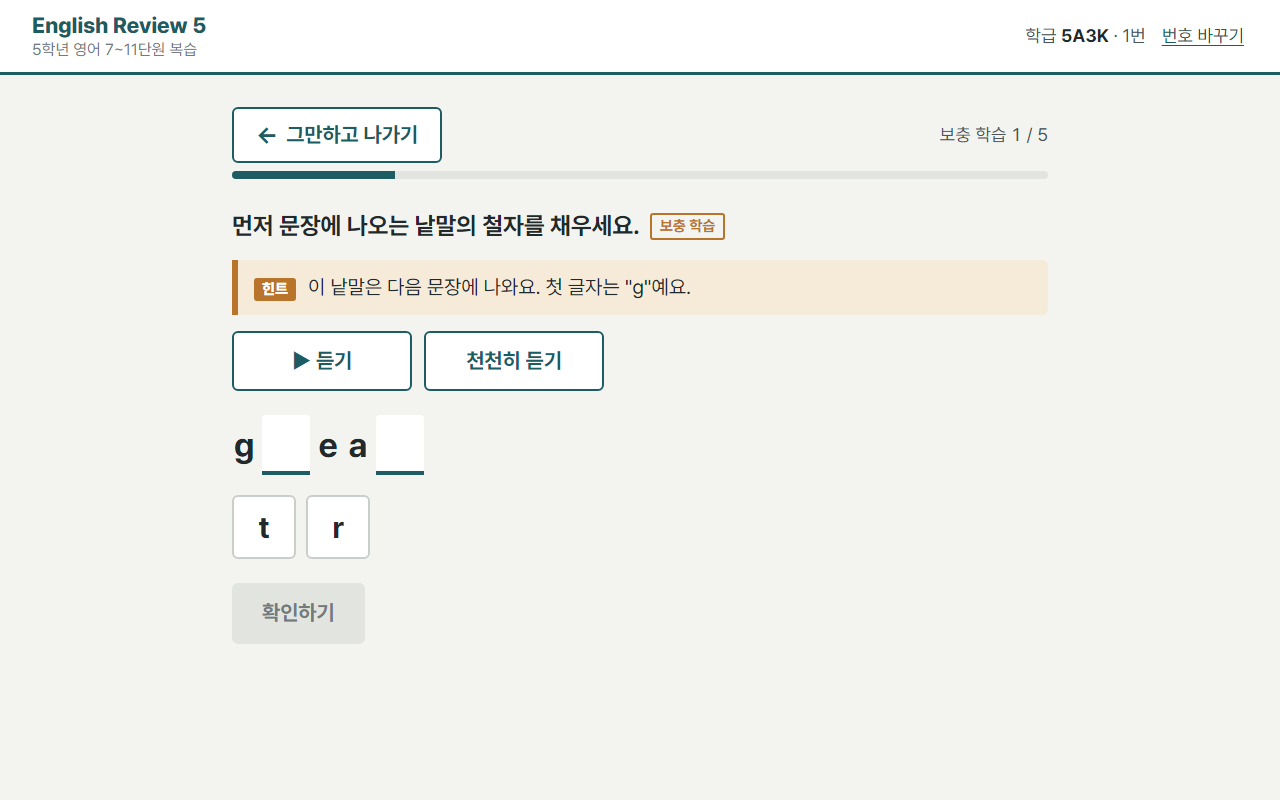 English Review 5
5학년 영어 7~11단원 복습
학급 5A3K · 1번 번호 바꾸기
← 그만하고 나가기
보충 학습 1 / 5
먼저 문장에 나오는 낱말의 철자를 채우세요. 보충 학습
힌트 이 낱말은 다음 문장에 나와요. 첫 글자는 "g"예요.
▶ 듣기 천천히 듣기
g e a
t r
확인하기